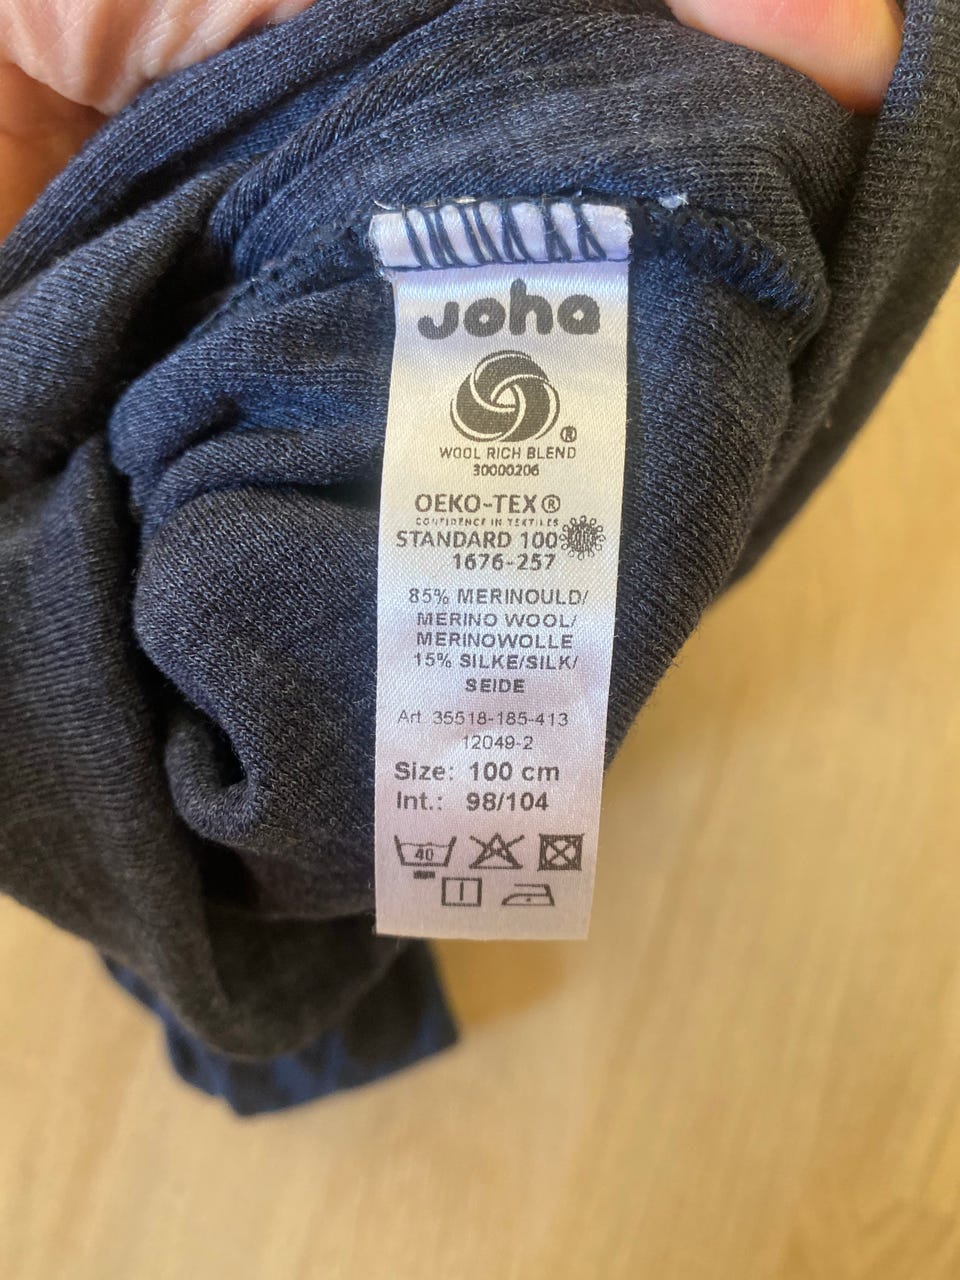 Joha
WOOL RICH BLEND
30000206
OEKO-TEX®
CONFIDENCE IN TEXTILES
STANDARD 100
1676-257
85% MERINOULD/
MERINO WOOL/
MERINOWOLLE
15% SILKE/SILK/
SEIDE
Art. 35518-185-413
12049-2
Size: 100 cm
Int.: 98/104
40